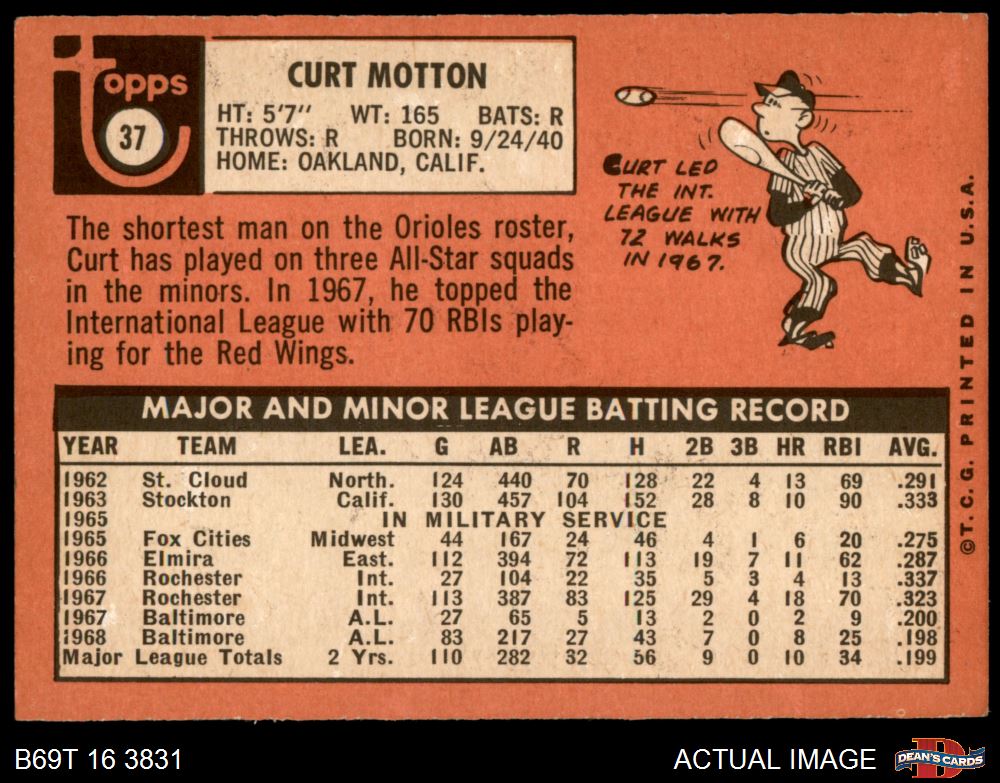 Topps
37
CURT MOTTON
HT: 5'7" WT: 165 BATS: R
THROWS: R BORN: 9/24/40
HOME: OAKLAND, CALIF.
The shortest man on the Orioles roster,
Curt has played on three All-Star squads
in the minors. In 1967, he topped the
International League with 70 RBIs play-
ing for the Red Wings.
CURT LED
THE INT.
LEAGUE WITH
72 WALKS
IN 1967.
MAJOR AND MINOR LEAGUE BATTING RECORD
YEAR TEAM LEA. G AB R H 2B 3B HR RBI AVG.
1962 St. Cloud North. 124 440 70 128 22 4 13 69 .291
1963 Stockton Calif. 130 457 104 152 28 8 10 90 .333
1965 IN MILITARY SERVICE
1965 Fox Cities Midwest 44 167 24 46 4 1 6 20 .275
1966 Elmira East. 112 394 72 113 19 7 11 62 .287
1966 Rochester Int. 27 104 22 35 5 3 4 13 .337
1967 Rochester Int. 113 387 83 125 29 4 18 70 .323
1967 Baltimore A.L. 27 65 5 13 2 0 2 9 .200
1968 Baltimore A.L. 83 217 27 43 7 0 8 25 .198
Major League Totals 2 Yrs. 110 282 32 56 9 0 10 34 .199
©T.C.G. PRINTED IN U.S.A.
B69T 16 3831
ACTUAL IMAGE
DEAN'S CARDS